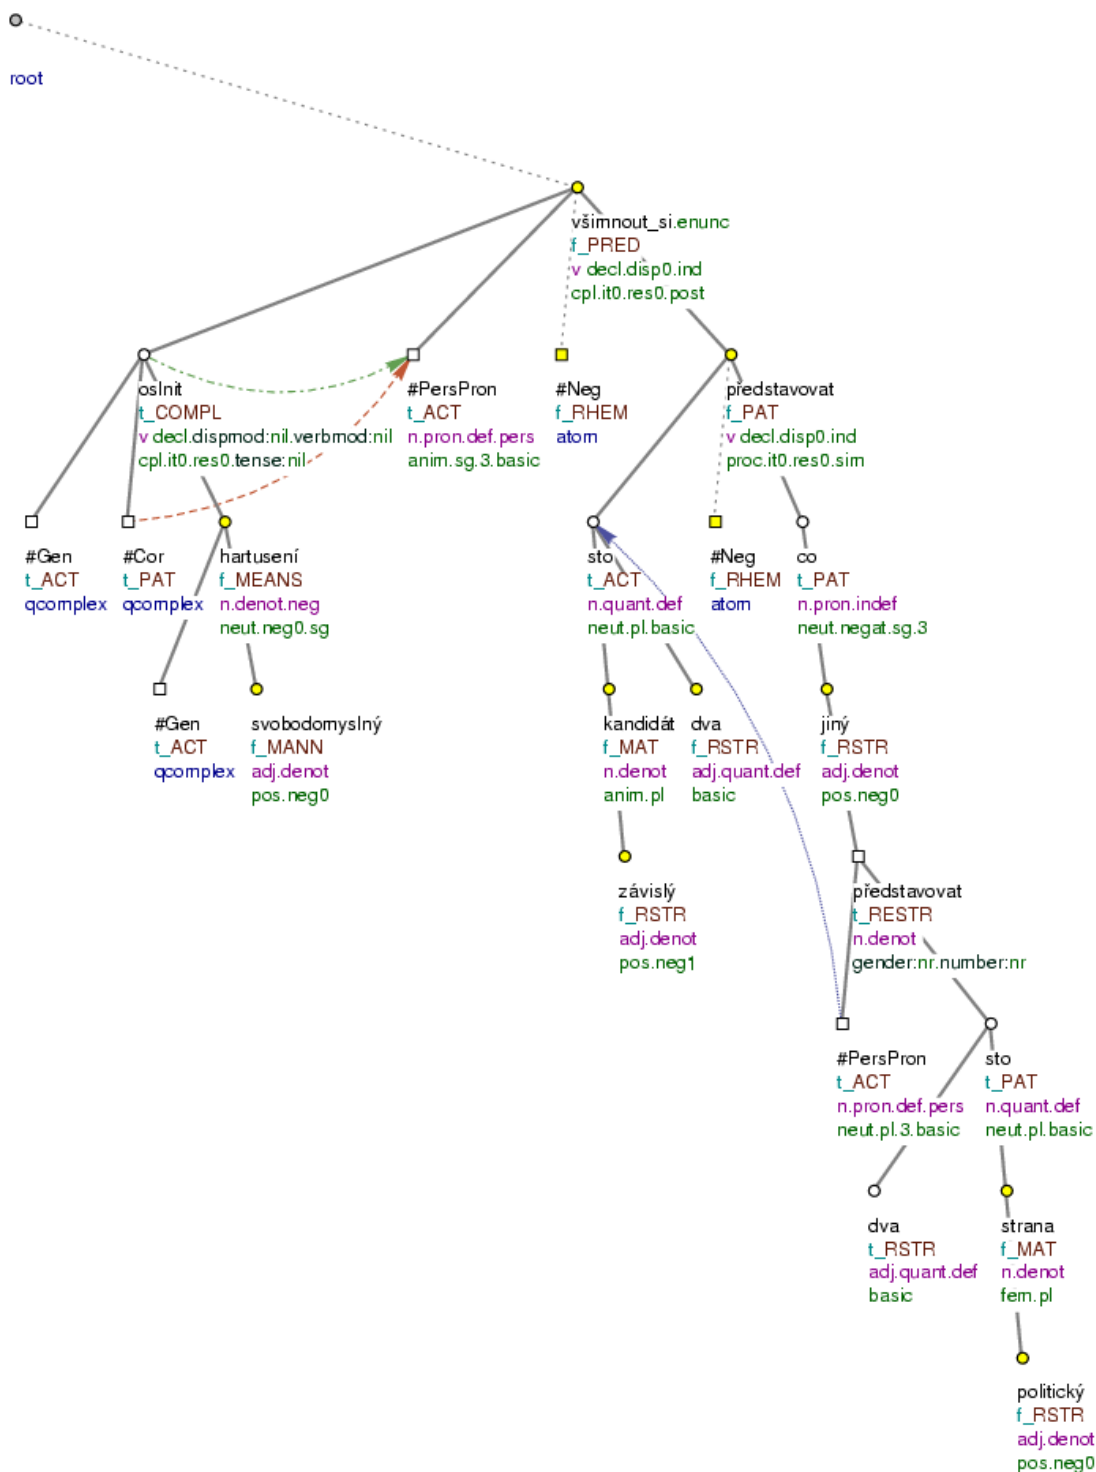 root
všimnout_si.enunc
f_PRED
v decl.disp0.ind
cpl.it0.res0.post
oslnit
t_COMPL
v decl.dispmod:nil.verbmod:nil
cpl.it0.res0.tense:nil
#PersPron
t_ACT
n.pron.def.pers
anim.sg.3.basic
#Neg
f_RHEM
atom
představovat
f_PAT
v decl.disp0.ind
proc.it0.res0.sim
#Gen
t_ACT
qcomplex
#Cor
t_PAT
qcomplex
hartusení
f_MEANS
n.denot.neg
neut.neg0.sg
sto
t_ACT
n.quant.def
neut.pl.basic
#Neg
f_RHEM
atom
co
t_PAT
n.pron.indef
neut.negat.sg.3
#Gen
t_ACT
qcomplex
svobodomyslný
f_MANN
adj.denot
pos.neg0
kandidát
f_MAT
n.denot
anim.pl
dva
f_RSTR
adj.quant.def
basic
jiný
f_RSTR
adj.denot
pos.neg0
závislý
f_RSTR
adj.denot
pos.neg1
představovat
t_RESTR
n.denot
gender:nr.number:nr
#PersPron
t_ACT
n.pron.def.pers
neut.pl.3.basic
sto
t_PAT
n.quant.def
neut.pl.basic
dva
t_RSTR
adj.quant.def
basic
strana
f_MAT
n.denot
fem.pl
politický
f_RSTR
adj.denot
pos.neg0